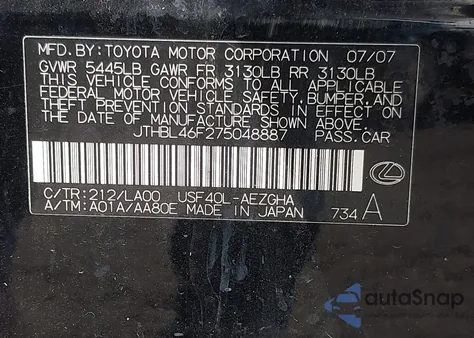 MFD.BY:TOYOTA MOTOR CORPORATION 07/07
GVWR 5445LB GAWR FR 3130LB RR 3130LB
THIS VEHICLE CONFORMS TO ALL APPLICABLE
FEDERAL MOTOR VEHICLE SAFETY,BUMPER,AND
THEFT PREVENTION STANDARDS IN EFFECT ON
THE DATE OF MANUFACTURE SHOWN ABOVE.
JTHBL46F275048887 PASS.CAR
C/TR:212/LA00 USF40L-AEZGHA
A/TM:A01A/AA80E MADE IN JAPAN 734 A
autoSnap